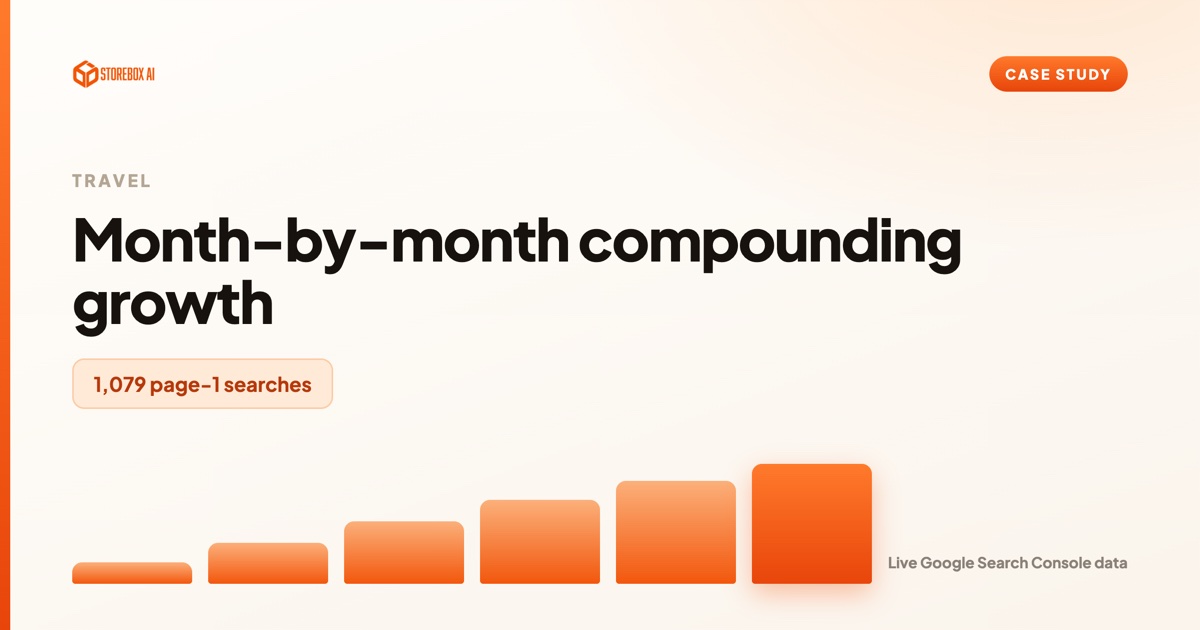 STOREBOX AI
CASE STUDY
TRAVEL
Month-by-month compounding
growth
1,079 page-1 searches
Live Google Search Console data